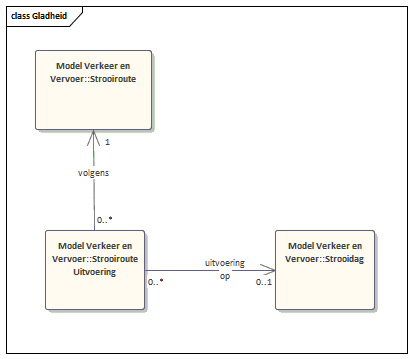 class Gladheid
Model Verkeer en
Vervoer::Strooiroute
1
volgens
0..*
Model Verkeer en
Vervoer::Strooiroute
Uitvoering
0..*
uitvoering
op
0..1
Model Verkeer en
Vervoer::Strooidag